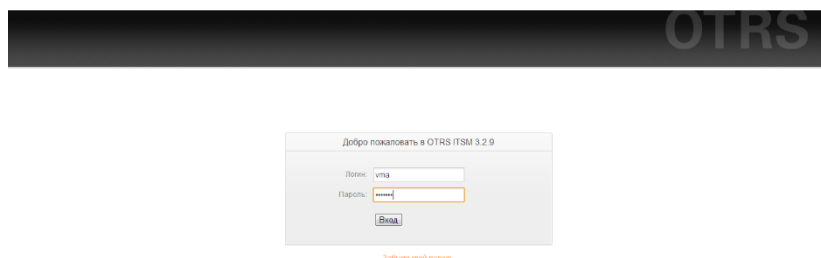 OTRS
Добро пожаловать в OTRS ITSM 3.2.9
Логин: vma
Пароль: •••••••
Вход